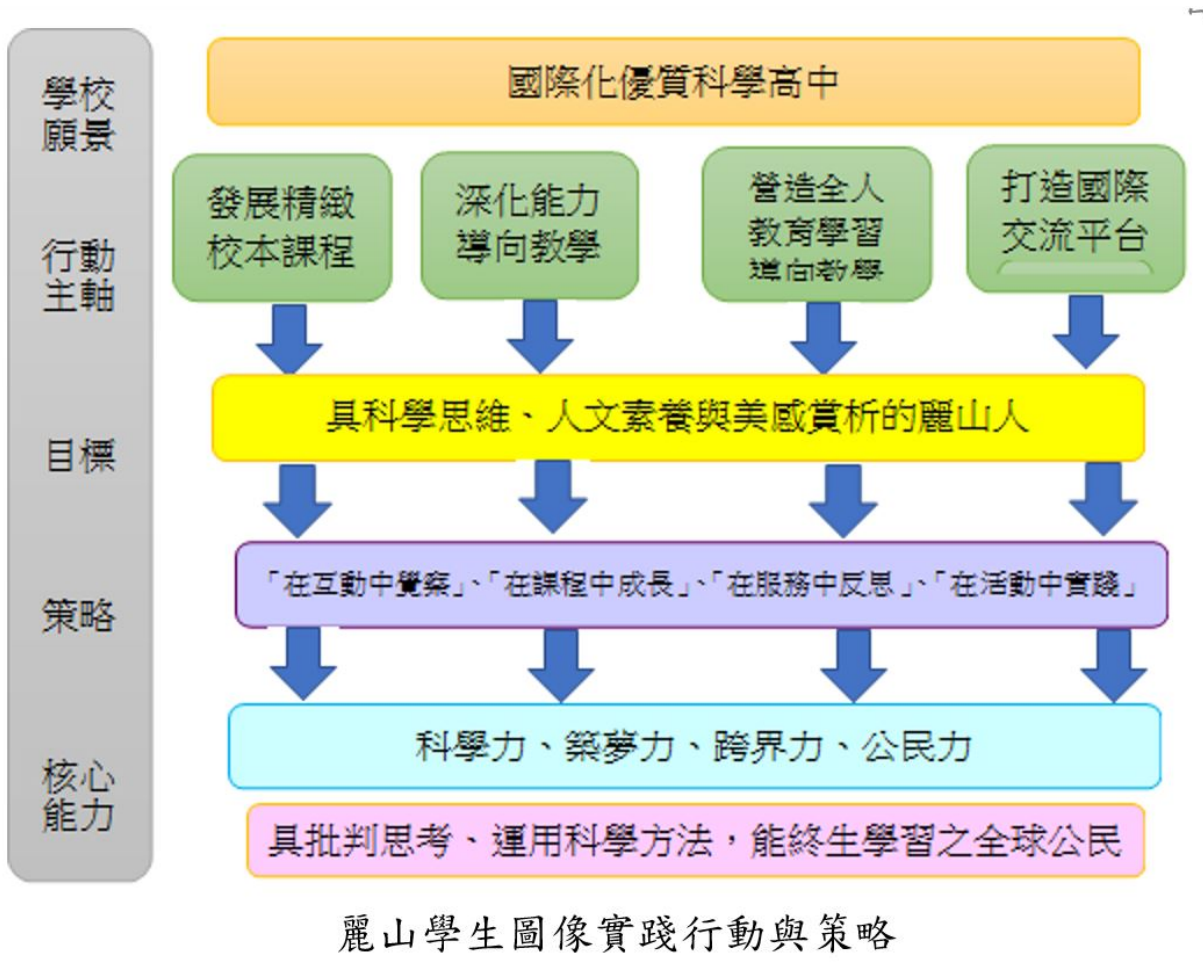 學校
願景
國際化優質科學高中
行動
主軸
發展精緻
校本課程
深化能力
導向教學
營造全人
教育學習
導向教學
打造國際
交流平台
目標
具科學思維、人文素養與美感賞析的麗山人
策略
「在互動中覺察」、「在課程中成長」、「在服務中反思」、「在活動中實踐」
核心
能力
科學力、築夢力、跨界力、公民力
具批判思考、運用科學方法，能終生學習之全球公民
麗山學生圖像實踐行動與策略